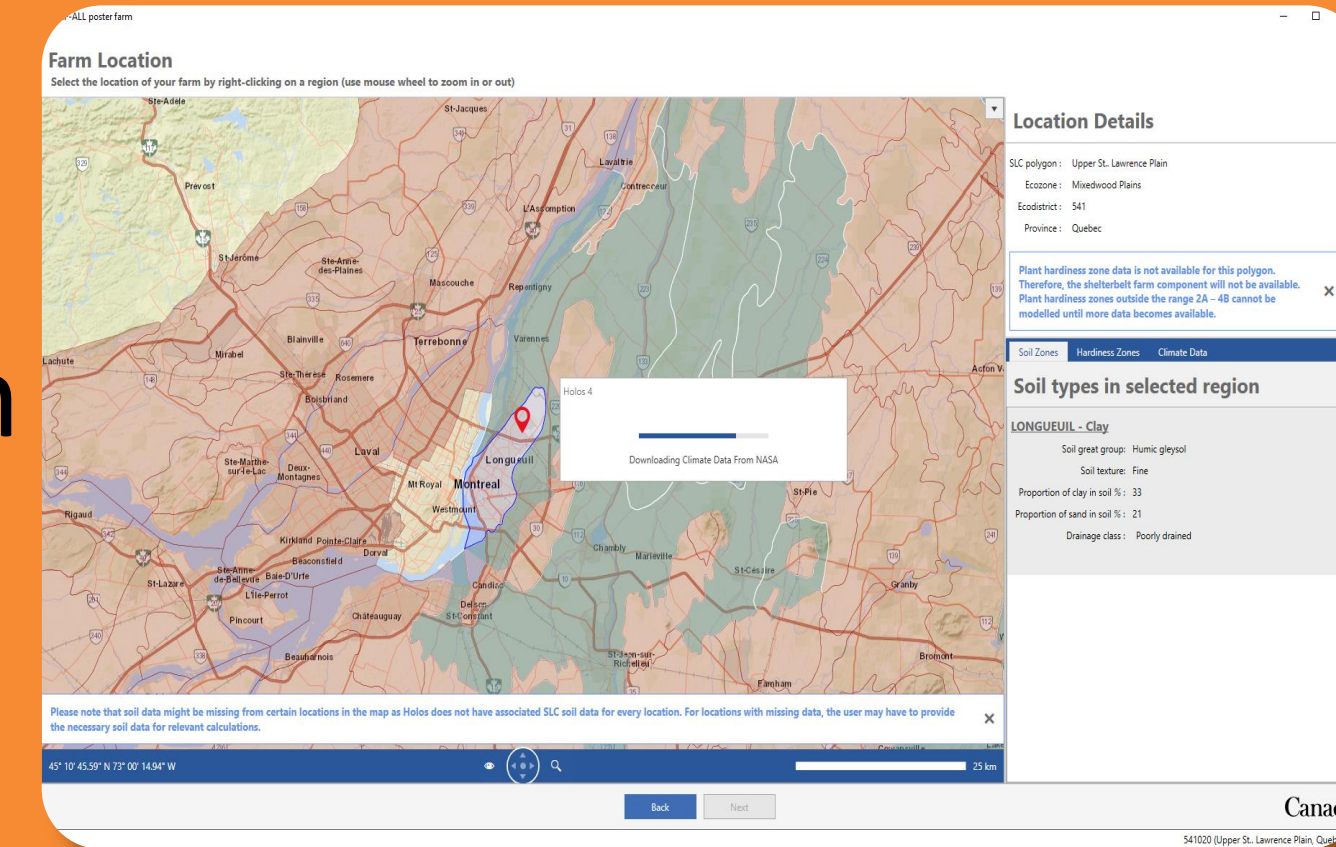 -ALL poster farm
Farm Location
Select the location of your farm by right-clicking on a region (use mouse wheel to zoom in or out)
Ste-Adele
St-Jacques
Lavaltrie
Contrecoeur
Prevost
L'Assomption
St-Jerome
Ste-Anne-
des-Plaines
Mascouche
Repentigny
Blainville
Terrebonne
Varennes
Lachute
Mirabel
Ste-Therese
Rosemere
Boisbriand
Acton V
Laval
Ste-Marthe-
sur-le-Lac
Deux-
Montagnes
Longueuil
Mt Royal
Montreal
Westmount
St-Pie
Rigaud
Kirkland
Pointe-Claire
Dorval
Beaconsfield
Ste-Anne-
de-Bellevue
Baie-D'Urfe
St-Lazare
L'Ile-Perrot
Pincourt
Chambly
Marieville
St-Cesaire
Granby
Candiac
Delson
St-Constant
Châteauguay
Beauharnois
St-Jean-sur-
Richelieu
Farnham
Bromont
Cowansville
Holos 4
Downloading Climate Data From NASA
Please note that soil data might be missing from certain locations in the map as Holos does not have associated SLC soil data for every location. For locations with missing data, the user may have to provide
the necessary soil data for relevant calculations.
45° 10' 45.59" N 73° 00' 14.94" W
25 km
Location Details
SLC polygon : Upper St.. Lawrence Plain
Ecozone : Mixedwood Plains
Ecodistrict : 541
Province : Quebec
Plant hardiness zone data is not available for this polygon.
Therefore, the shelterbelt farm component will not be available.
Plant hardiness zones outside the range 2A – 4B cannot be
modelled until more data becomes available.
Soil Zones Hardiness Zones Climate Data
Soil types in selected region
LONGUEUIL - Clay
Soil great group: Humic gleysol
Soil texture: Fine
Proportion of clay in soil % : 33
Proportion of sand in soil % : 21
Drainage class : Poorly drained
Back
Next
Canad
541020 (Upper St.. Lawrence Plain, Queb
n